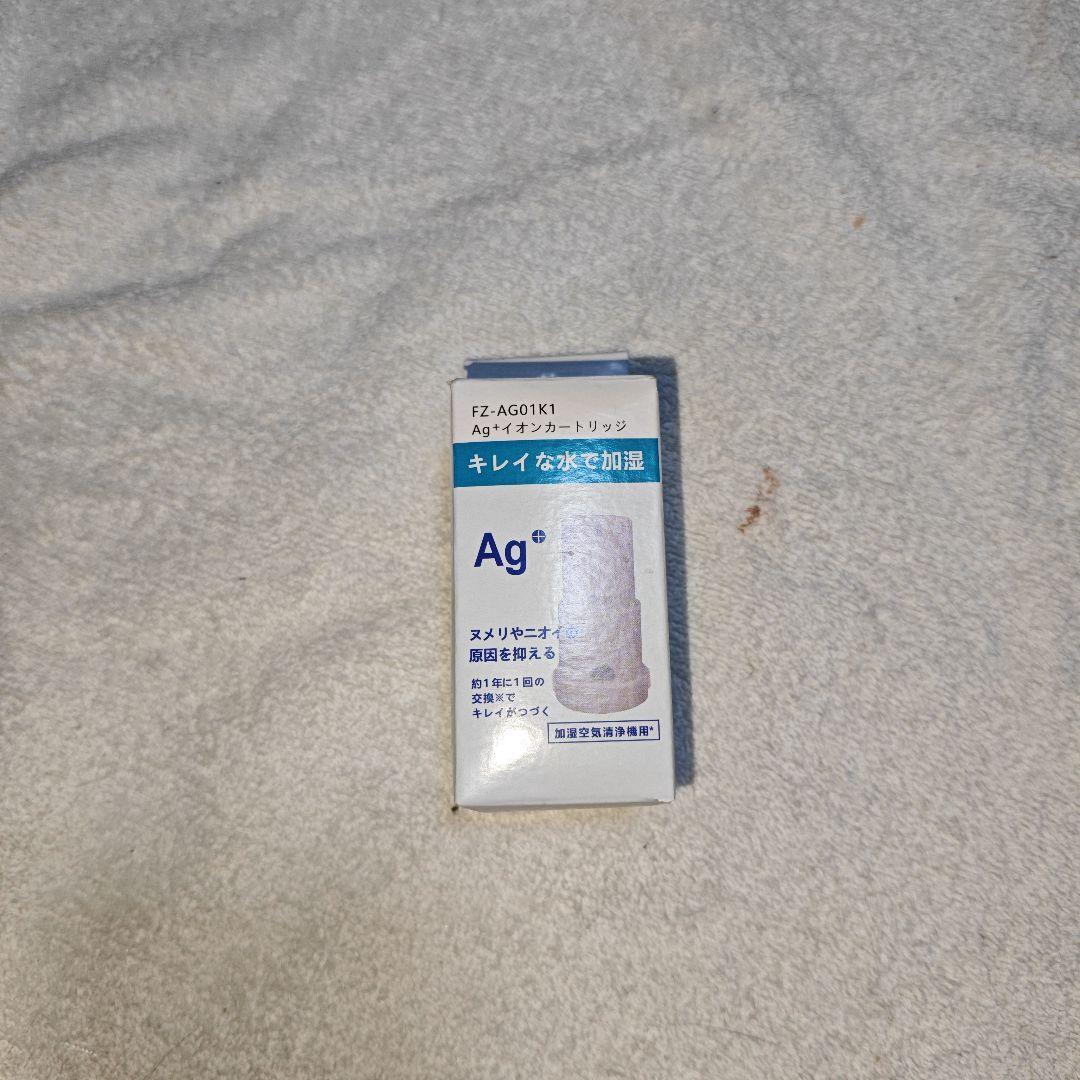 FZ-AG01K1
Ag⁺イオンカートリッジ
キレイな水で加湿
Ag⊕
ヌメリやニオイの
原因を抑える
約1年に1回の
交換※で
キレイがつづく
加湿空気清浄機用*